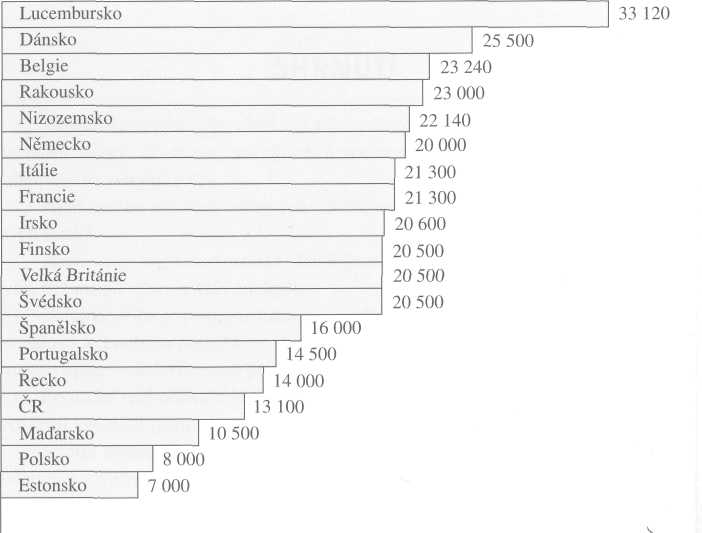 Lucembursko 33 120
Dánsko 25 500
Belgie 23 240
Rakousko 23 000
Nizozemsko 22 140
Německo 20 000
Itálie 21 300
Francie 21 300
Irsko 20 600
Finsko 20 500
Velká Británie 20 500
Švédsko 20 500
Španělsko 16 000
Portugalsko 14 500
Řecko 14 000
ČR 13 100
Maďarsko 10 500
Polsko 8 000
Estonsko 7 000